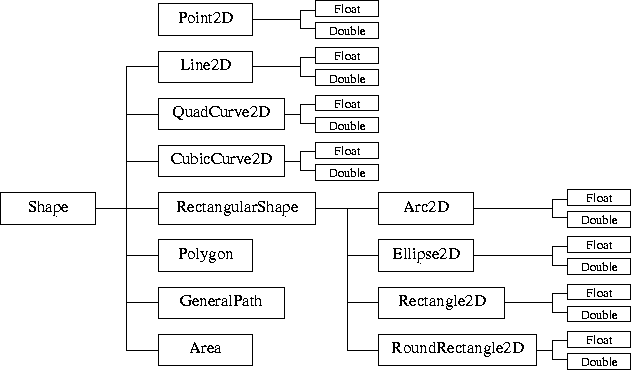 Point2D
Float
Double
Line2D
Float
Double
QuadCurve2D
Float
Double
CubicCurve2D
Float
Double
Shape
RectangularShape
Arc2D
Float
Double
Polygon
Ellipse2D
Float
Double
GeneralPath
Rectangle2D
Float
Double
Area
RoundRectangle2D
Float
Double